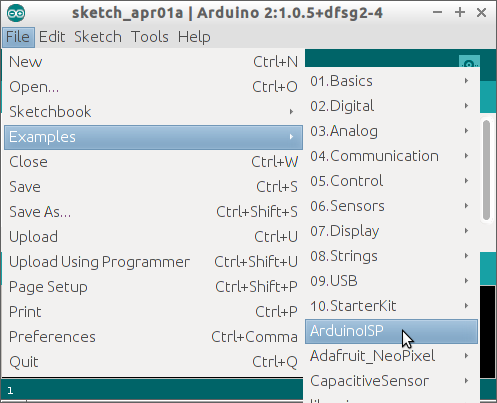 sketch_apr01a | Arduino 2:1.0.5+dfsg2-4
File Edit Sketch Tools Help
New Ctrl+N
Open... Ctrl+O
Sketchbook
Examples
Close Ctrl+W
Save Ctrl+S
Save As... Ctrl+Shift+S
Upload Ctrl+U
Upload Using Programmer Ctrl+Shift+U
Page Setup Ctrl+Shift+P
Print Ctrl+P
Preferences Ctrl+Comma
Quit Ctrl+Q
01.Basics
02.Digital
03.Analog
04.Communication
05.Control
06.Sensors
07.Display
08.Strings
09.USB
10.StarterKit
ArduinoISP
Adafruit_NeoPixel
CapacitiveSensor
1